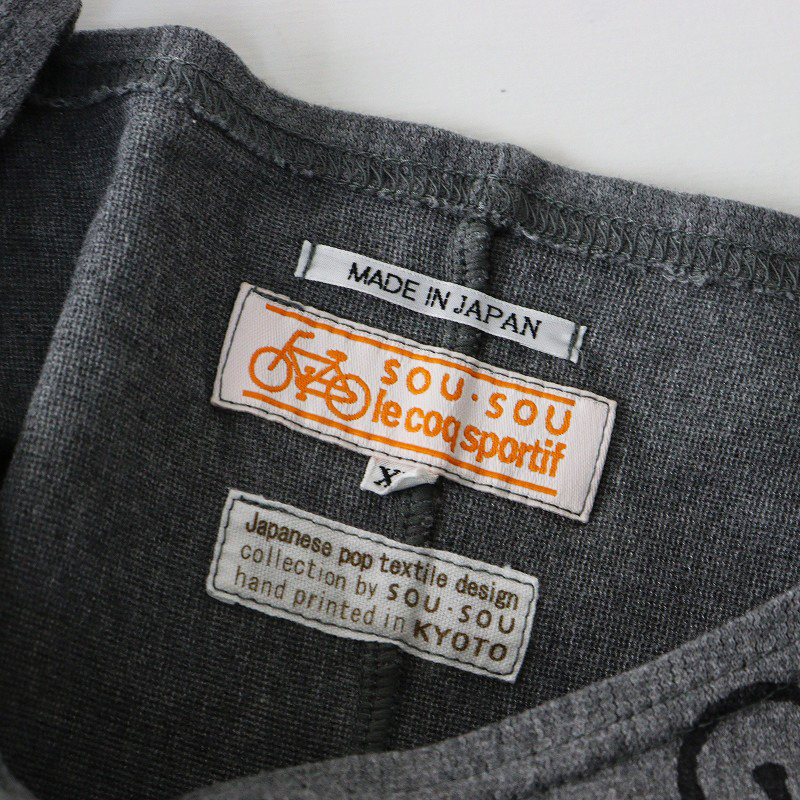 MADE IN JAPAN
SOU・SOU
le coq sportif
X
Japanese pop textile design
collection by SOU・SOU
hand printed in KYOTO